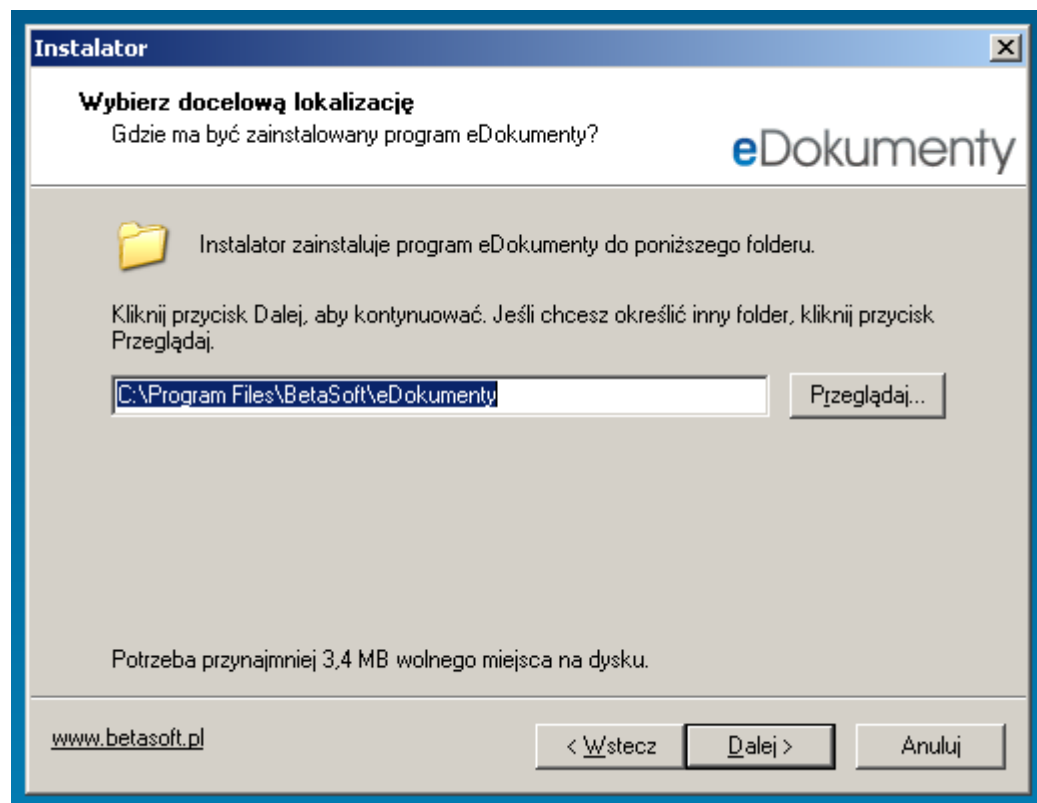 Instalator
Wybierz docelową lokalizację
Gdzie ma być zainstalowany program eDokumenty?
eDokumenty
Instalator zainstaluje program eDokumenty do poniższego folderu.
Kliknij przycisk Dalej, aby kontynuować. Jeśli chcesz określić inny folder, kliknij przycisk
Przeglądaj.
C:\Program Files\BetaSoft\eDokumenty
Przeglądaj...
Potrzeba przynajmniej 3,4 MB wolnego miejsca na dysku.
www.betasoft.pl
< Wstecz
Dalej >
Anuluj